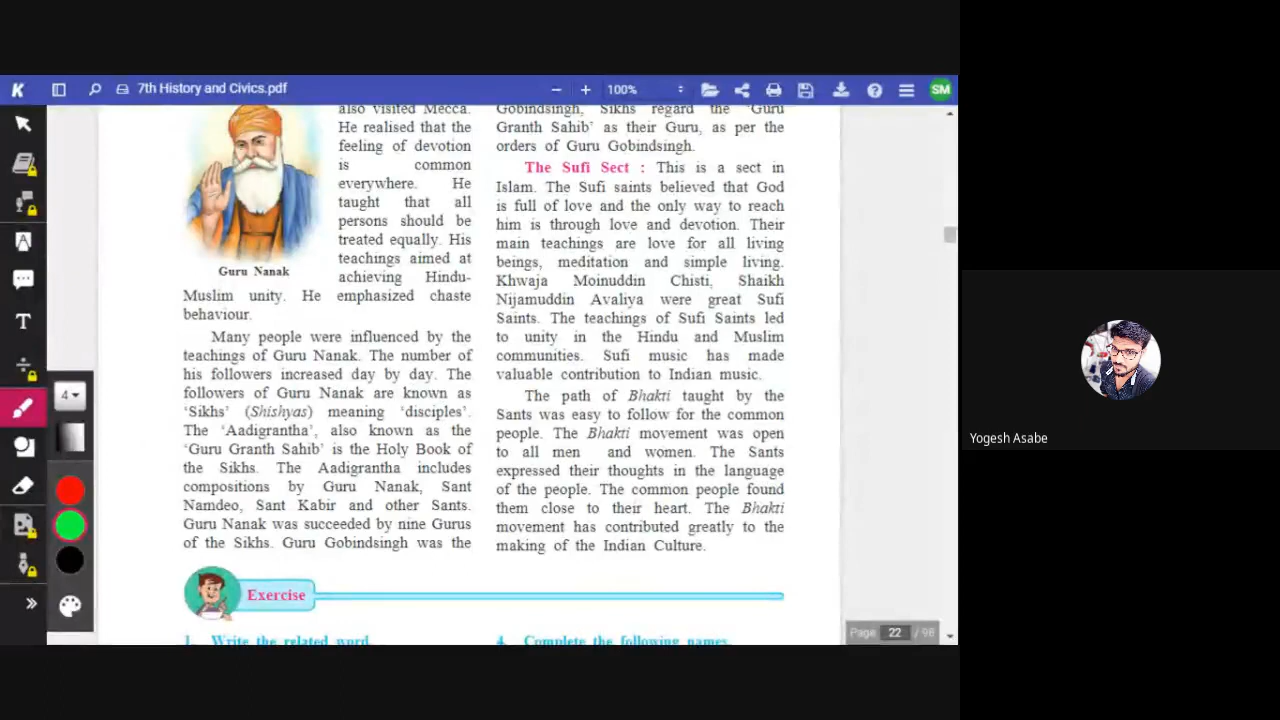 7th History and Civics.pdf
100%
SM
also visited Mecca.
He realised that the
feeling of devotion
is common
everywhere. He
taught that all
persons should be
treated equally. His
teachings aimed at
achieving Hindu-
Guru Nanak
Muslim unity. He emphasized chaste
behaviour.
Many people were influenced by the
teachings of Guru Nanak. The number of
his followers increased day by day. The
followers of Guru Nanak are known as
‘Sikhs’ (Shishyas) meaning ‘disciples’.
The ‘Aadigrantha’, also known as the
‘Guru Granth Sahib’ is the Holy Book of
the Sikhs. The Aadigrantha includes
compositions by Guru Nanak, Sant
Namdeo, Sant Kabir and other Sants.
Guru Nanak was succeeded by nine Gurus
of the Sikhs. Guru Gobindsingh was the
Gobindsingh, Sikhs regard the ‘Guru
Granth Sahib’ as their Guru, as per the
orders of Guru Gobindsingh.
The Sufi Sect : This is a sect in
Islam. The Sufi saints believed that God
is full of love and the only way to reach
him is through love and devotion. Their
main teachings are love for all living
beings, meditation and simple living.
Khwaja Moinuddin Chisti, Shaikh
Nijamuddin Avaliya were great Sufi
Saints. The teachings of Sufi Saints led
to unity in the Hindu and Muslim
communities. Sufi music has made
valuable contribution to Indian music.
The path of Bhakti taught by the
Sants was easy to follow for the common
people. The Bhakti movement was open
to all men and women. The Sants
expressed their thoughts in the language
of the people. The common people found
them close to their heart. The Bhakti
movement has contributed greatly to the
making of the Indian Culture.
Exercise
1. Write the related word.
4. Complete the following names.
4
Page 22 / 98
Yogesh Asabe